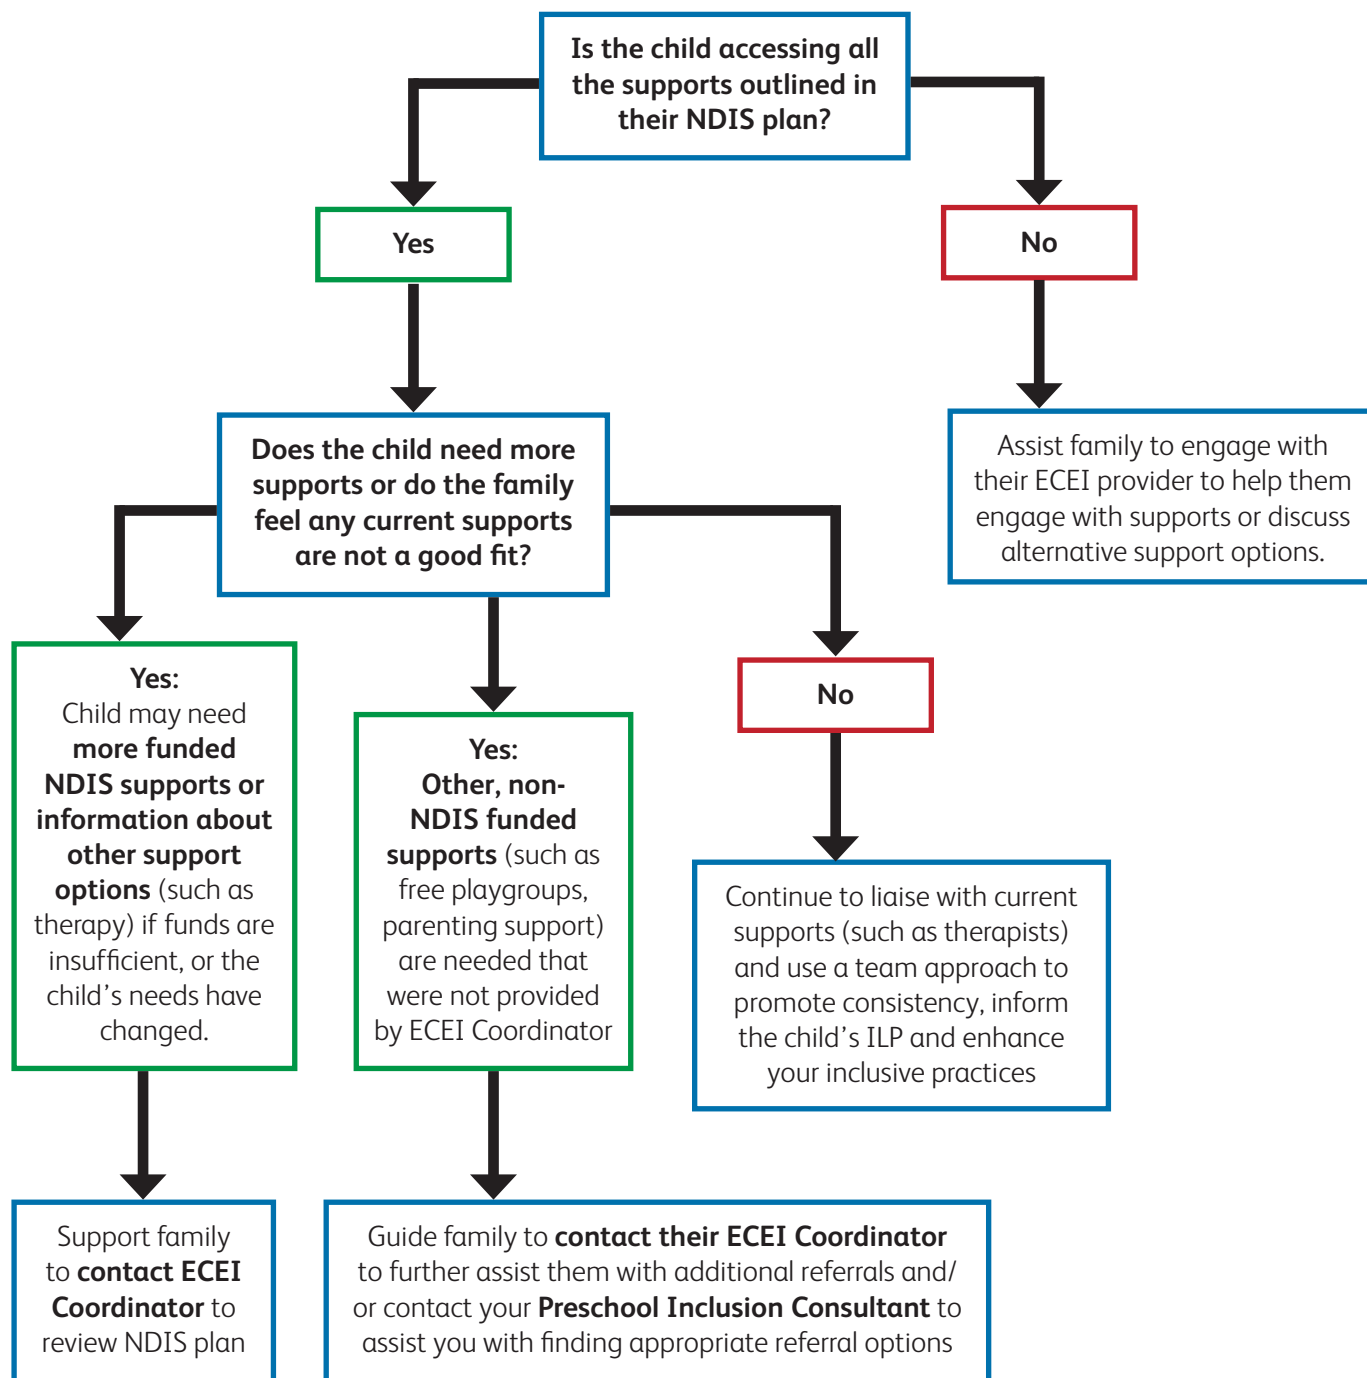 Is the child accessing all
the supports outlined in
their NDIS plan?
Yes
No
Does the child need more
supports or do the family
feel any current supports
are not a good fit?
Assist family to engage with
their ECEI provider to help them
engage with supports or discuss
alternative support options.
Yes:
Child may need
more funded
NDIS supports or
information about
other support
options (such as
therapy) if funds are
insufficient, or the
child’s needs have
changed.
Yes:
Other, non-
NDIS funded
supports (such as
free playgroups,
parenting support)
are needed that
were not provided
by ECEI Coordinator
No
Continue to liaise with current
supports (such as therapists)
and use a team approach to
promote consistency, inform
the child’s ILP and enhance
your inclusive practices
Support family
to contact ECEI
Coordinator to
review NDIS plan
Guide family to contact their ECEI Coordinator
to further assist them with additional referrals and/
or contact your Preschool Inclusion Consultant to
assist you with finding appropriate referral options